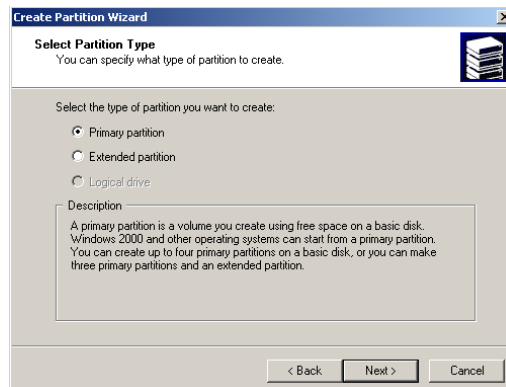 Create Partition Wizard
Select Partition Type
You can specify what type of partition to create.
Select the type of partition you want to create:
Primary partition
Extended partition
Logical drive
Description
A primary partition is a volume you create using free space on a basic disk.
Windows 2000 and other operating systems can start from a primary partition.
You can create up to four primary partitions on a basic disk, or you can make
three primary partitions and an extended partition.
< Back
Next >
Cancel